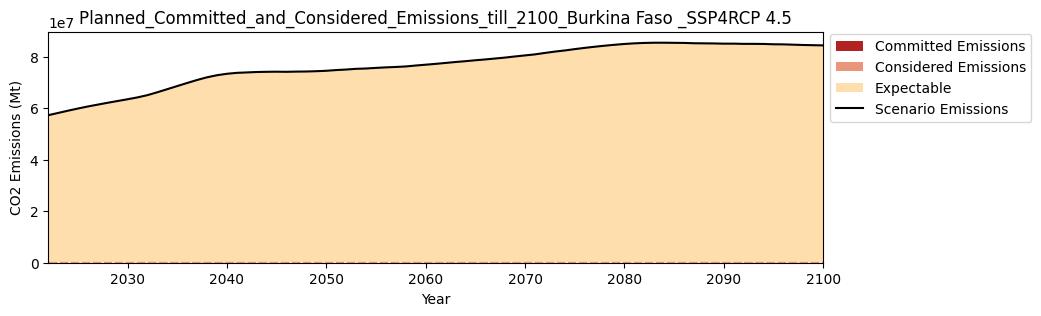 Planned_Committed_and_Considered_Emissions_till_2100_Burkina Faso _SSP4RCP 4.5
1e7
8
6
4
2
0
CO2 Emissions (Mt)
2030 2040 2050 2060 2070 2080 2090 2100
Year
Committed Emissions
Considered Emissions
Expectable
Scenario Emissions